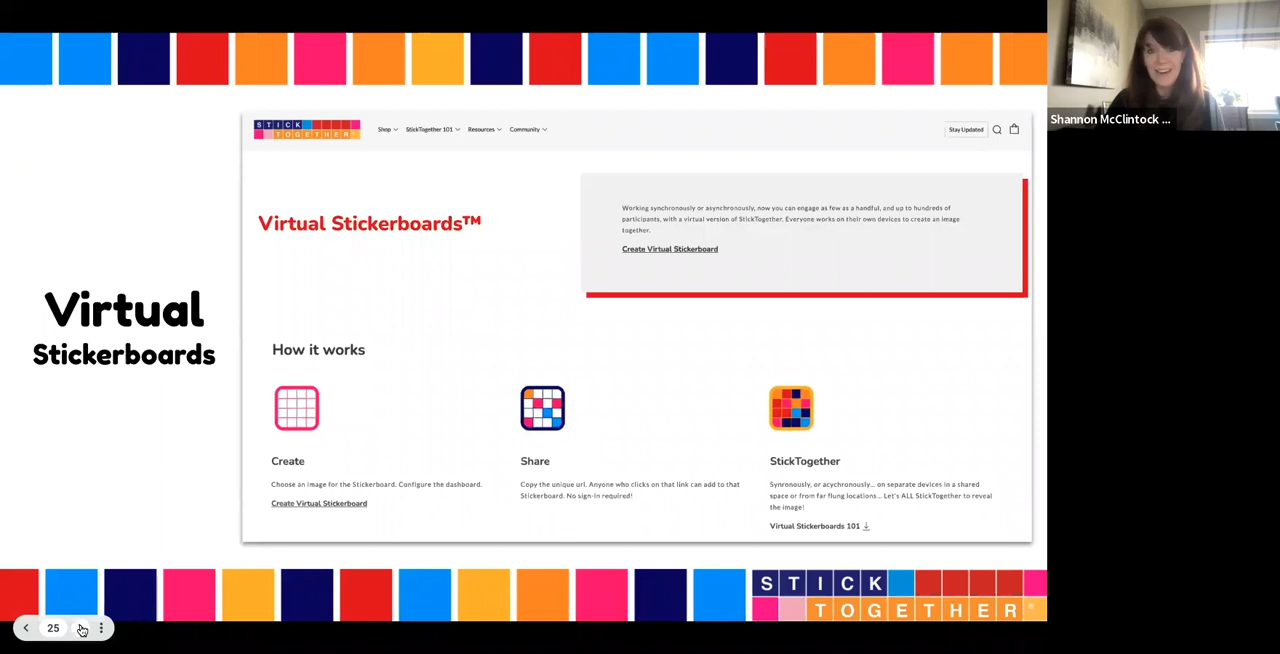 Shannon McClintock ...
STICK
TOGETHER®
Shop
StickTogether 101
Resources
Community
Stay Updated
Virtual Stickerboards™
Working synchronously or asynchronously, now you can engage as few as a handful, and up to hundreds of
participants, with a virtual version of StickTogether. Everyone works on their own devices to create an image
together.
Create Virtual Stickerboard
Virtual
Stickerboards
How it works
Create
Choose an image for the Stickerboard. Configure the dashboard.
Create Virtual Stickerboard
Share
Copy the unique url. Anyone who clicks on that link can add to that
Stickerboard. No sign-in required!
StickTogether
Synronously, or acychronously... on separate devices in a shared
space or from far flung locations... Let's ALL StickTogether to reveal
the image!
Virtual Stickerboards 101
STICK
TOGETHER®
25